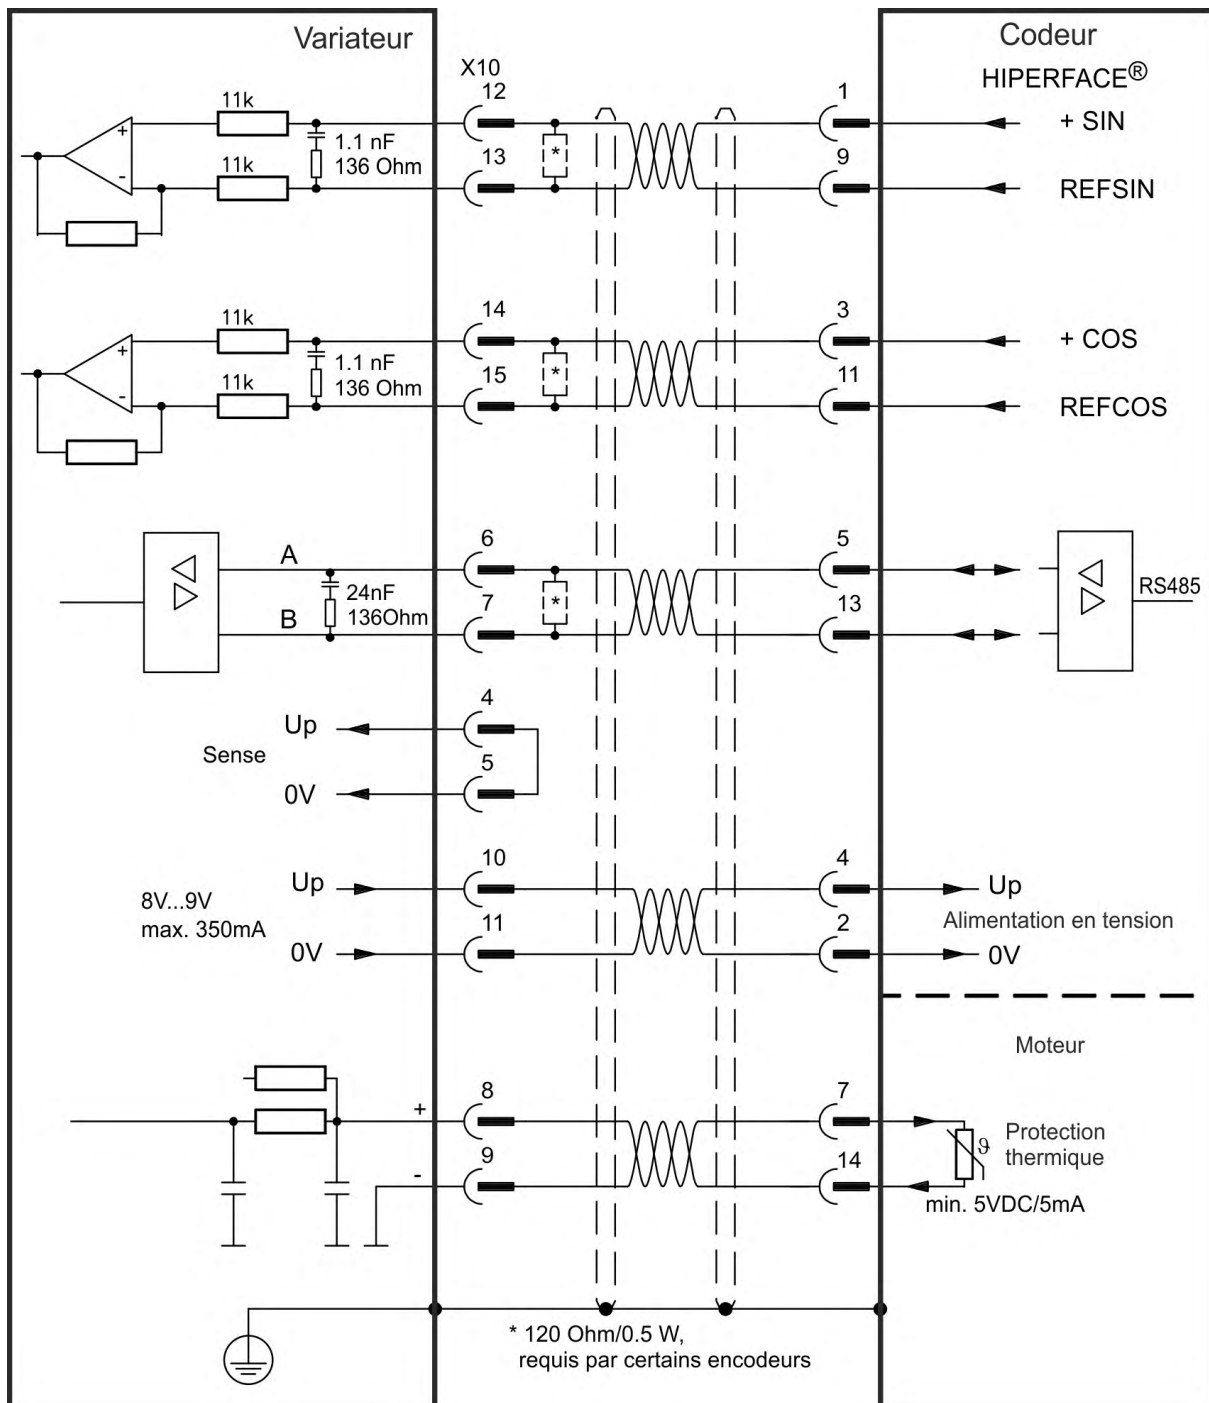 Variateur
Codeur
HIPERFACE®
X10
11k
12
1
+ SIN
+
1.1 nF
136 Ohm
*
11k
13
9
REFSIN
-
11k
14
3
+ COS
+
1.1 nF
136 Ohm
*
11k
15
11
REFCOS
-
A
6
5
24nF
136Ohm
*
RS485
B
7
13
Up
4
Sense
0V
5
Up
10
4
Up
8V...9V
max. 350mA
Alimentation en tension
0V
11
2
0V
Moteur
+
8
7
Protection
thermique
ϑ
-
9
14
min. 5VDC/5mA
* 120 Ohm/0.5 W,
requis par certains encodeurs